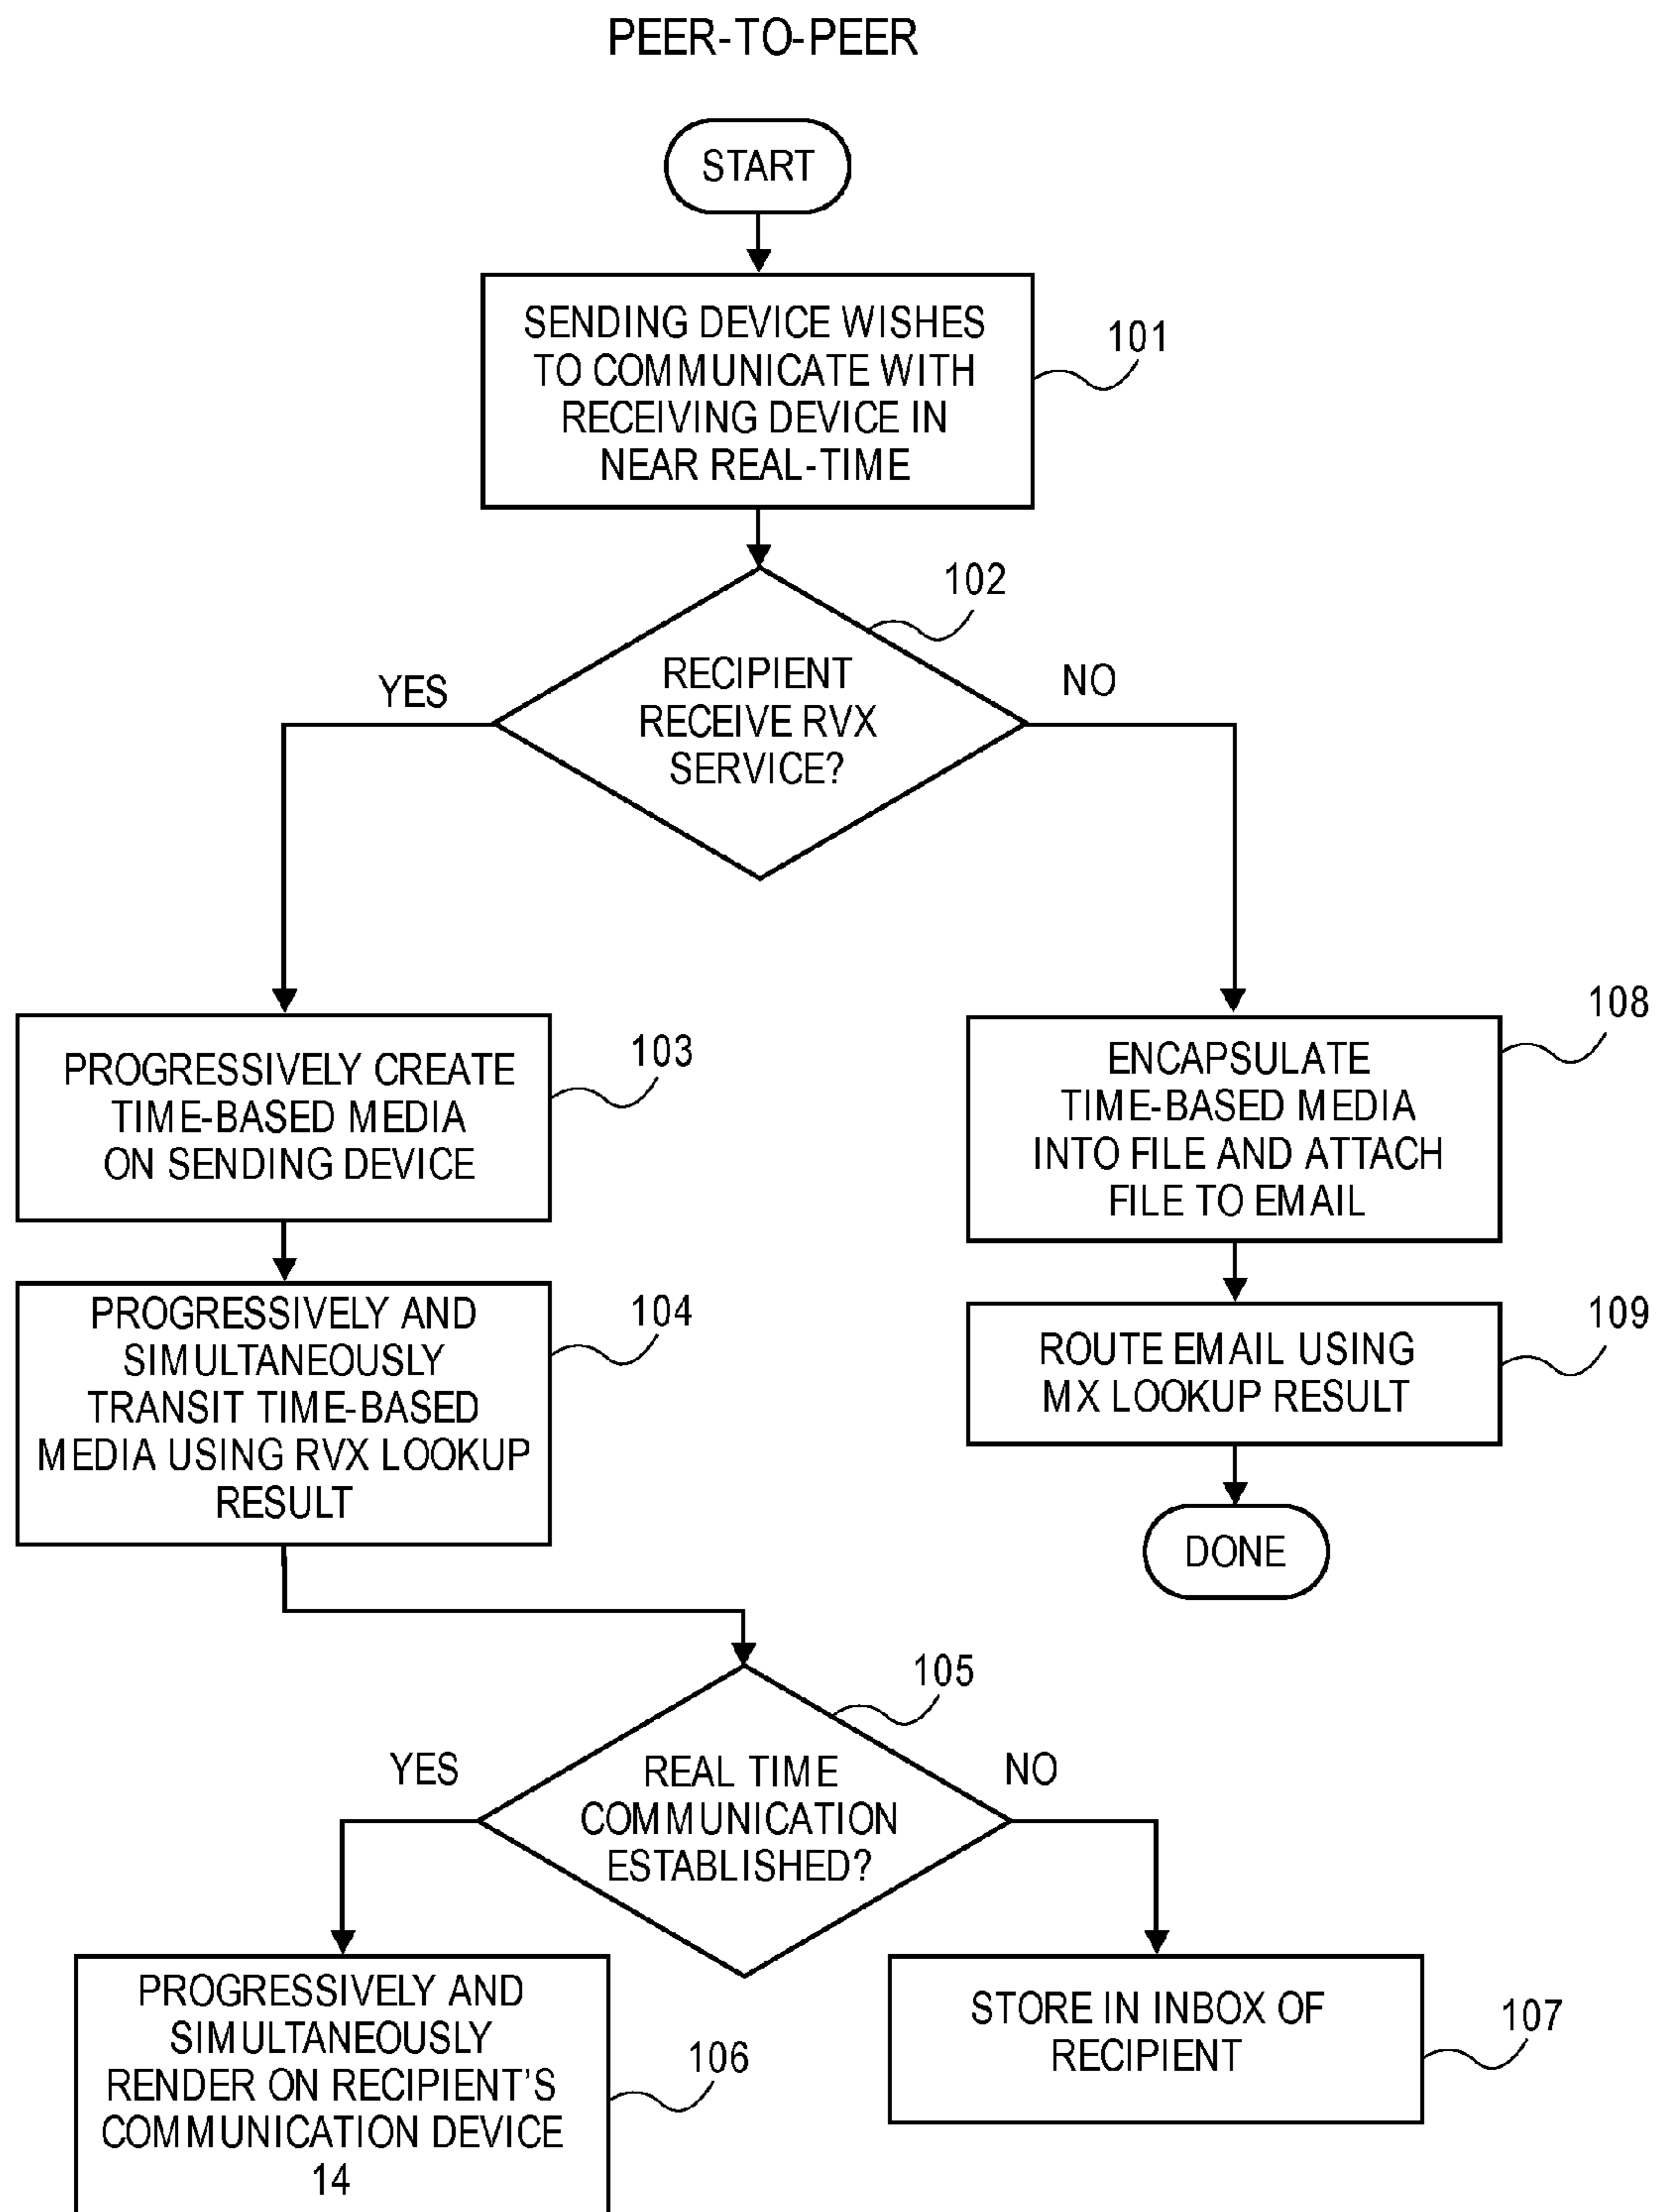 PEER-TO-PEER
START
SENDING DEVICE WISHES
TO COMMUNICATE WITH
RECEIVING DEVICE IN
NEAR REAL-TIME
101
102
RECIPIENT
RECEIVE RVX
SERVICE?
YES
NO
103
PROGRESSIVELY CREATE
TIME-BASED MEDIA
ON SENDING DEVICE
108
ENCAPSULATE
TIME-BASED MEDIA
INTO FILE AND ATTACH
FILE TO EMAIL
104
PROGRESSIVELY AND
SIMULTANEOUSLY
TRANSIT TIME-BASED
MEDIA USING RVX LOOKUP
RESULT
109
ROUTE EMAIL USING
MX LOOKUP RESULT
DONE
105
REAL TIME
COMMUNICATION
ESTABLISHED?
YES
NO
PROGRESSIVELY AND
SIMULTANEOUSLY
RENDER ON RECIPIENT'S
COMMUNICATION DEVICE
14
106
STORE IN INBOX OF
RECIPIENT
107